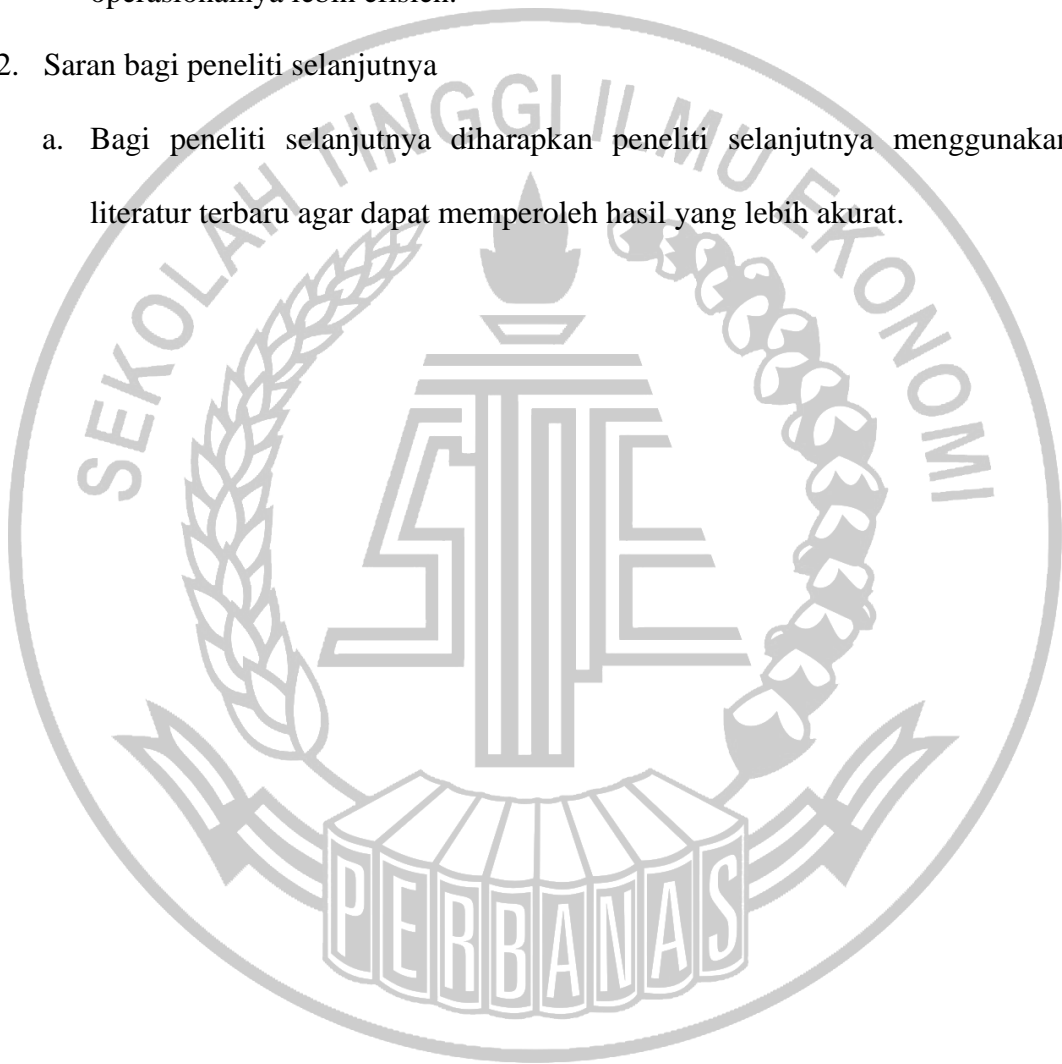 operasionalnya lebih efisien.
2. Saran bagi peneliti selanjutnya
a. Bagi peneliti selanjutnya diharapkan peneliti selanjutnya menggunakan
literatur terbaru agar dapat memperoleh hasil yang lebih akurat.
SEKOLAH TINGGI ILMU EKONOMI
STIE
PERBANAS